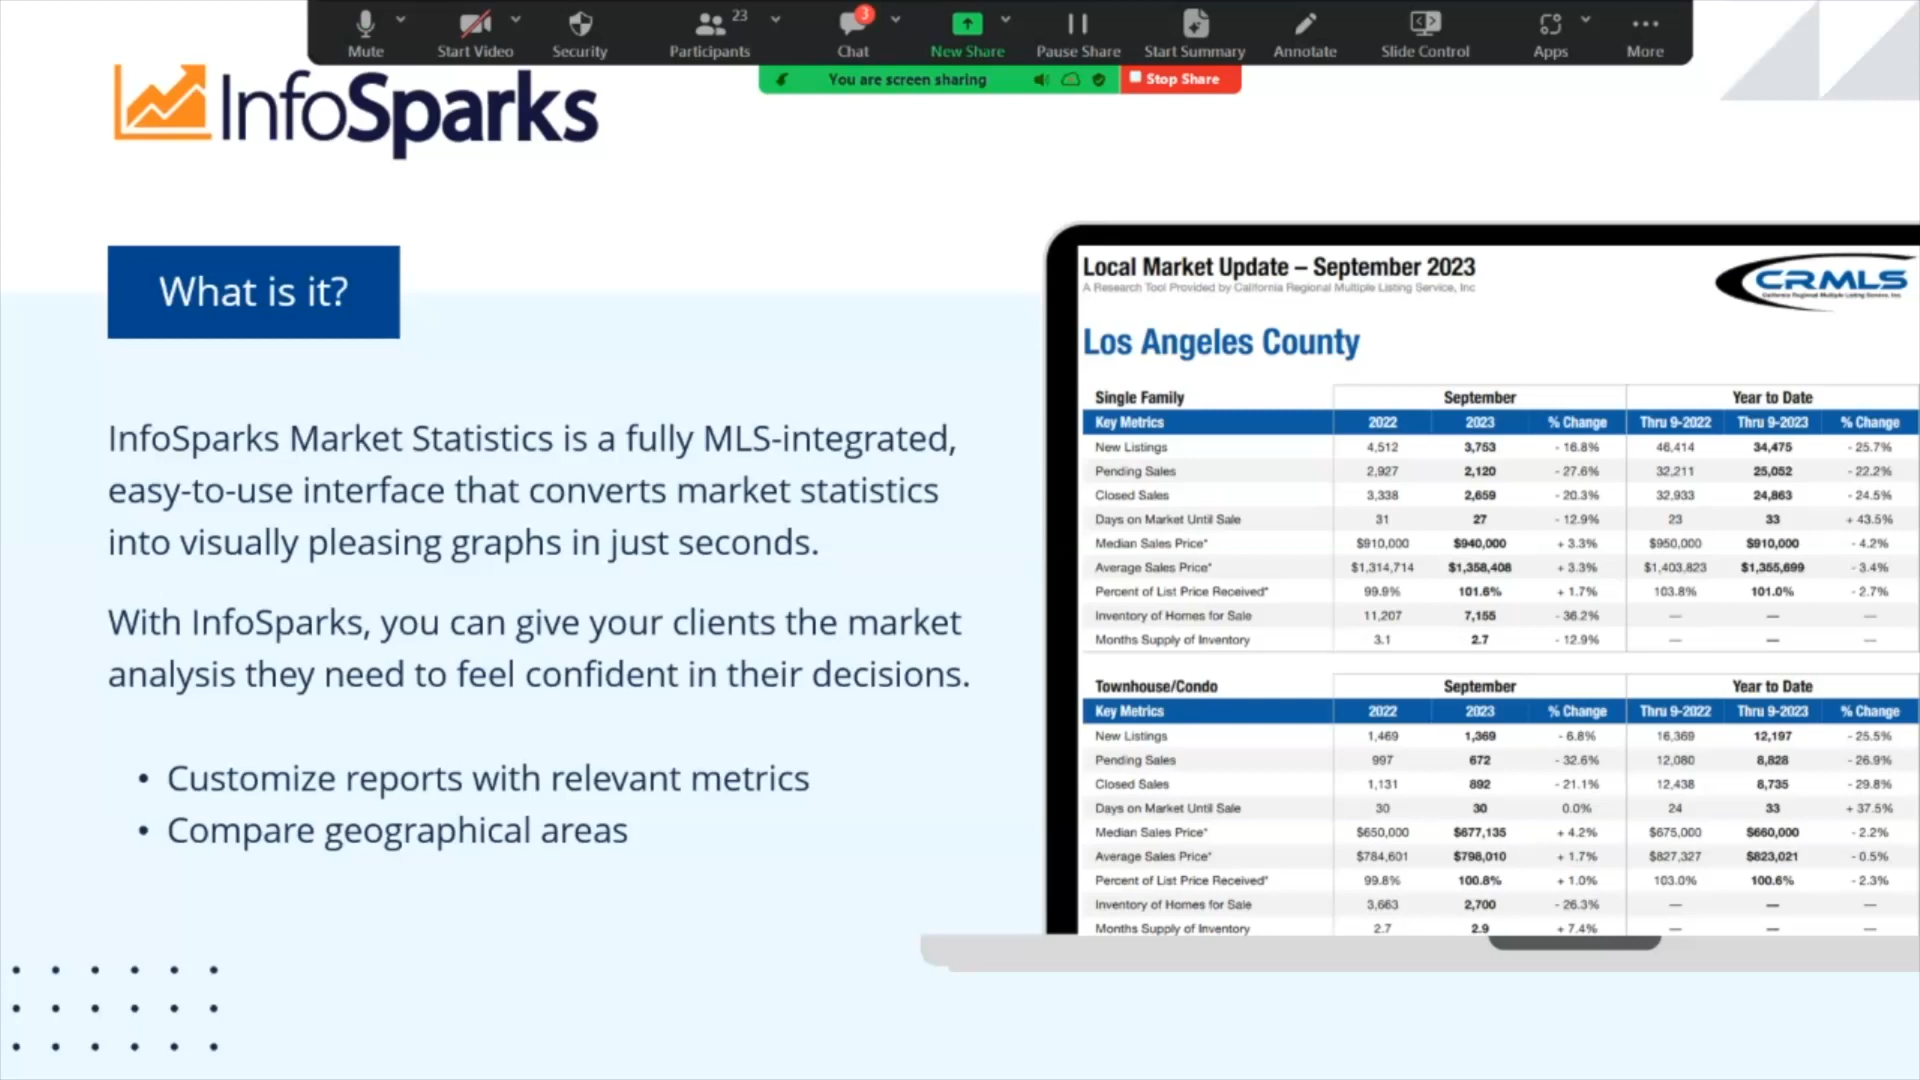 23
3
Mute
Start Video
Security
Participants
Chat
New Share
Pause Share
Start Summary
Annotate
Slide Control
Apps
More
You are screen sharing
Stop Share
InfoSparks
What is it?
InfoSparks Market Statistics is a fully MLS-integrated,
easy-to-use interface that converts market statistics
into visually pleasing graphs in just seconds.
With InfoSparks, you can give your clients the market
analysis they need to feel confident in their decisions.
• Customize reports with relevant metrics
• Compare geographical areas
Local Market Update – September 2023
A Research Tool Provided by California Regional Multiple Listing Service, Inc
CRMLS
California Regional Multiple Listing Service, Inc.
Los Angeles County
Single Family September Year to Date
Key Metrics 2022 2023 % Change Thru 9-2022 Thru 9-2023 % Change
New Listings 4,512 3,753 - 16.8% 46,414 34,475 - 25.7%
Pending Sales 2,927 2,120 - 27.6% 32,211 25,052 - 22.2%
Closed Sales 3,338 2,659 - 20.3% 32,933 24,863 - 24.5%
Days on Market Until Sale 31 27 - 12.9% 23 33 + 43.5%
Median Sales Price* $910,000 $940,000 + 3.3% $950,000 $910,000 - 4.2%
Average Sales Price* $1,314,714 $1,358,408 + 3.3% $1,403,823 $1,355,699 - 3.4%
Percent of List Price Received* 99.9% 101.6% + 1.7% 103.8% 101.0% - 2.7%
Inventory of Homes for Sale 11,207 7,155 - 36.2% — — —
Months Supply of Inventory 3.1 2.7 - 12.9% — — —
Townhouse/Condo September Year to Date
Key Metrics 2022 2023 % Change Thru 9-2022 Thru 9-2023 % Change
New Listings 1,469 1,369 - 6.8% 16,369 12,197 - 25.5%
Pending Sales 997 672 - 32.6% 12,080 8,828 - 26.9%
Closed Sales 1,131 892 - 21.1% 12,438 8,735 - 29.8%
Days on Market Until Sale 30 30 0.0% 24 33 + 37.5%
Median Sales Price* $650,000 $677,135 + 4.2% $675,000 $660,000 - 2.2%
Average Sales Price* $784,601 $798,010 + 1.7% $827,327 $823,021 - 0.5%
Percent of List Price Received* 99.8% 100.8% + 1.0% 103.0% 100.6% - 2.3%
Inventory of Homes for Sale 3,663 2,700 - 26.3% — — —
Months Supply of Inventory 2.7 2.9 + 7.4% — — —